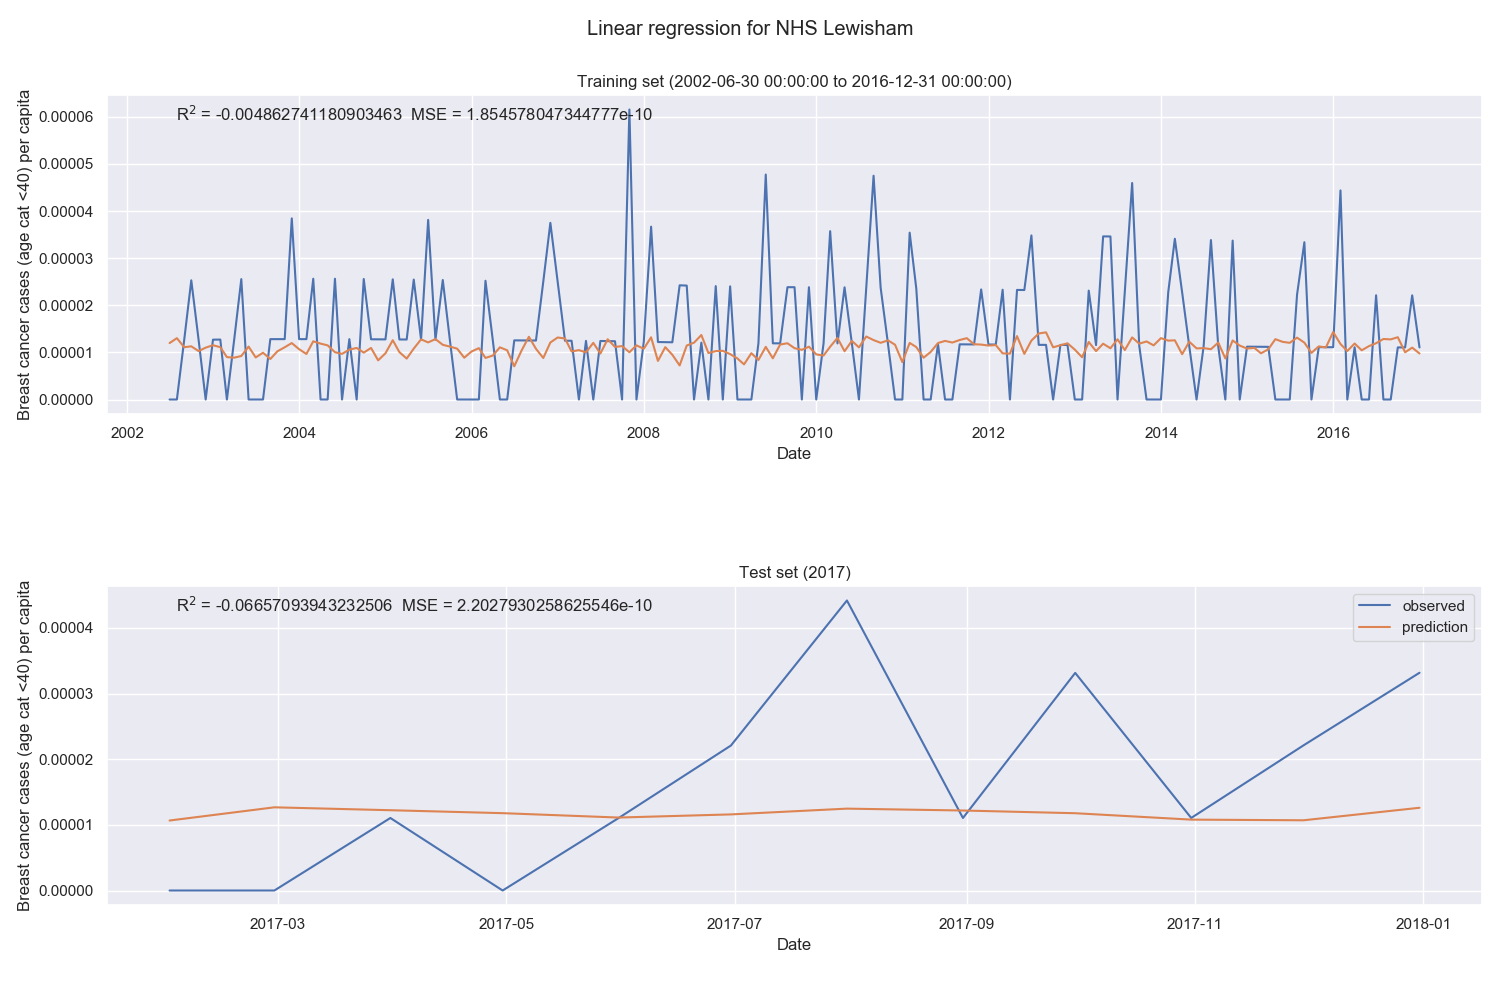 Linear regression for NHS Lewisham
Training set (2002-06-30 00:00:00 to 2016-12-31 00:00:00)
R² = -0.004862741180903463 MSE = 1.854578047344777e-10
Breast cancer cases (age cat <40) per capita
0.00006
0.00005
0.00004
0.00003
0.00002
0.00001
0.00000
2002 2004 2006 2008 2010 2012 2014 2016
Date
Test set (2017)
R² = -0.06657093943232506 MSE = 2.2027930258625546e-10
observed
prediction
Breast cancer cases (age cat <40) per capita
0.00004
0.00003
0.00002
0.00001
0.00000
2017-03 2017-05 2017-07 2017-09 2017-11 2018-01
Date